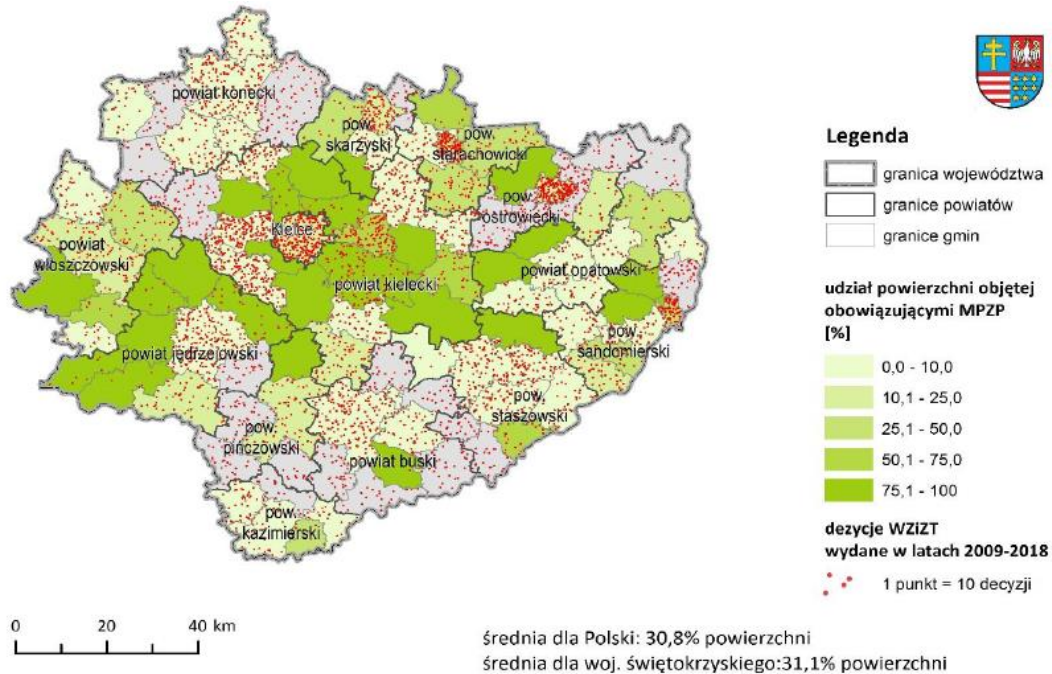 powiat konecki
pow.
skarżyski
pow.
starachowicki
pow.
ostrowiecki
Kielce
powiat
włoszczowski
powiat kielecki
powiat opatowski
powiat jędrzejowski
pow.
sandomierski
pow.
staszowski
pow.
pińczowski
powiat buski
pow.
kazimierski
Legenda
granica województwa
granice powiatów
granice gmin
udział powierzchni objętej
obowiązującymi MPZP
[%]
0,0 - 10,0
10,1 - 25,0
25,1 - 50,0
50,1 - 75,0
75,1 - 100
dezycje WZiZT
wydane w latach 2009-2018
1 punkt = 10 decyzji
0 20 40 km
średnia dla Polski: 30,8% powierzchni
średnia dla woj. świętokrzyskiego:31,1% powierzchni